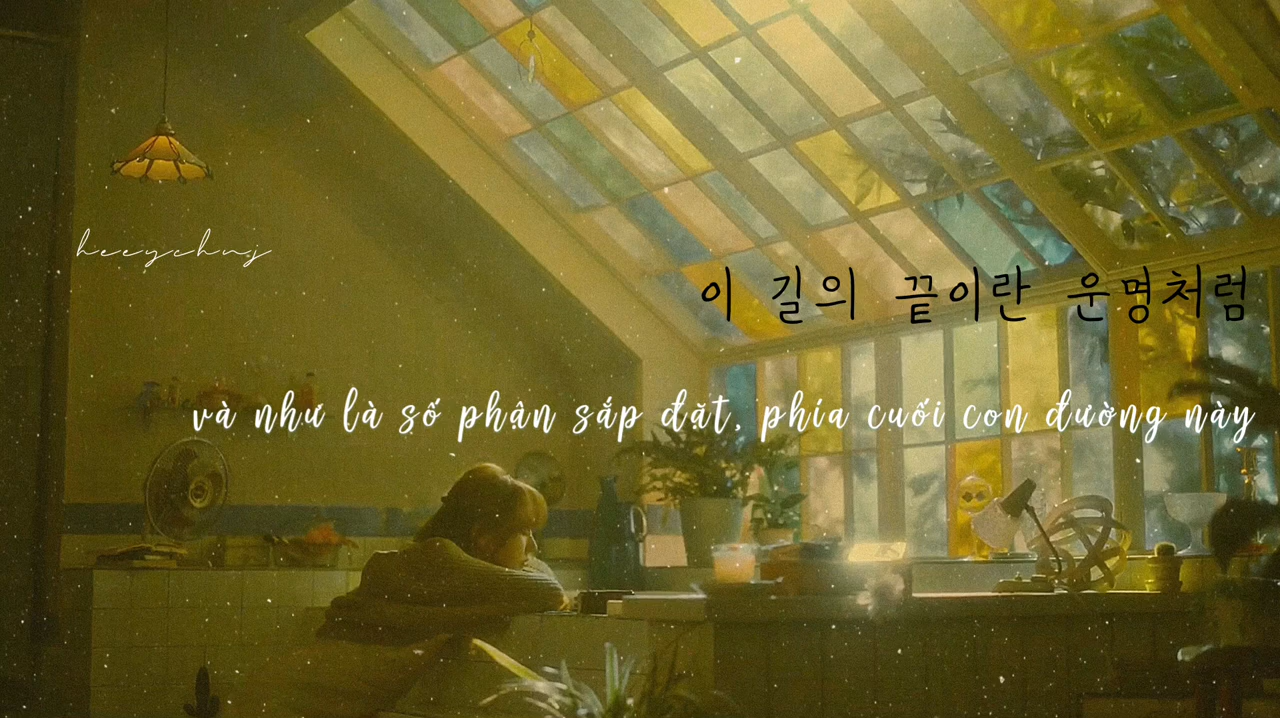 heeychuj
이 길의 끝이란 운명처럼
và như là số phận sắp đặt, phía cuối con đường này